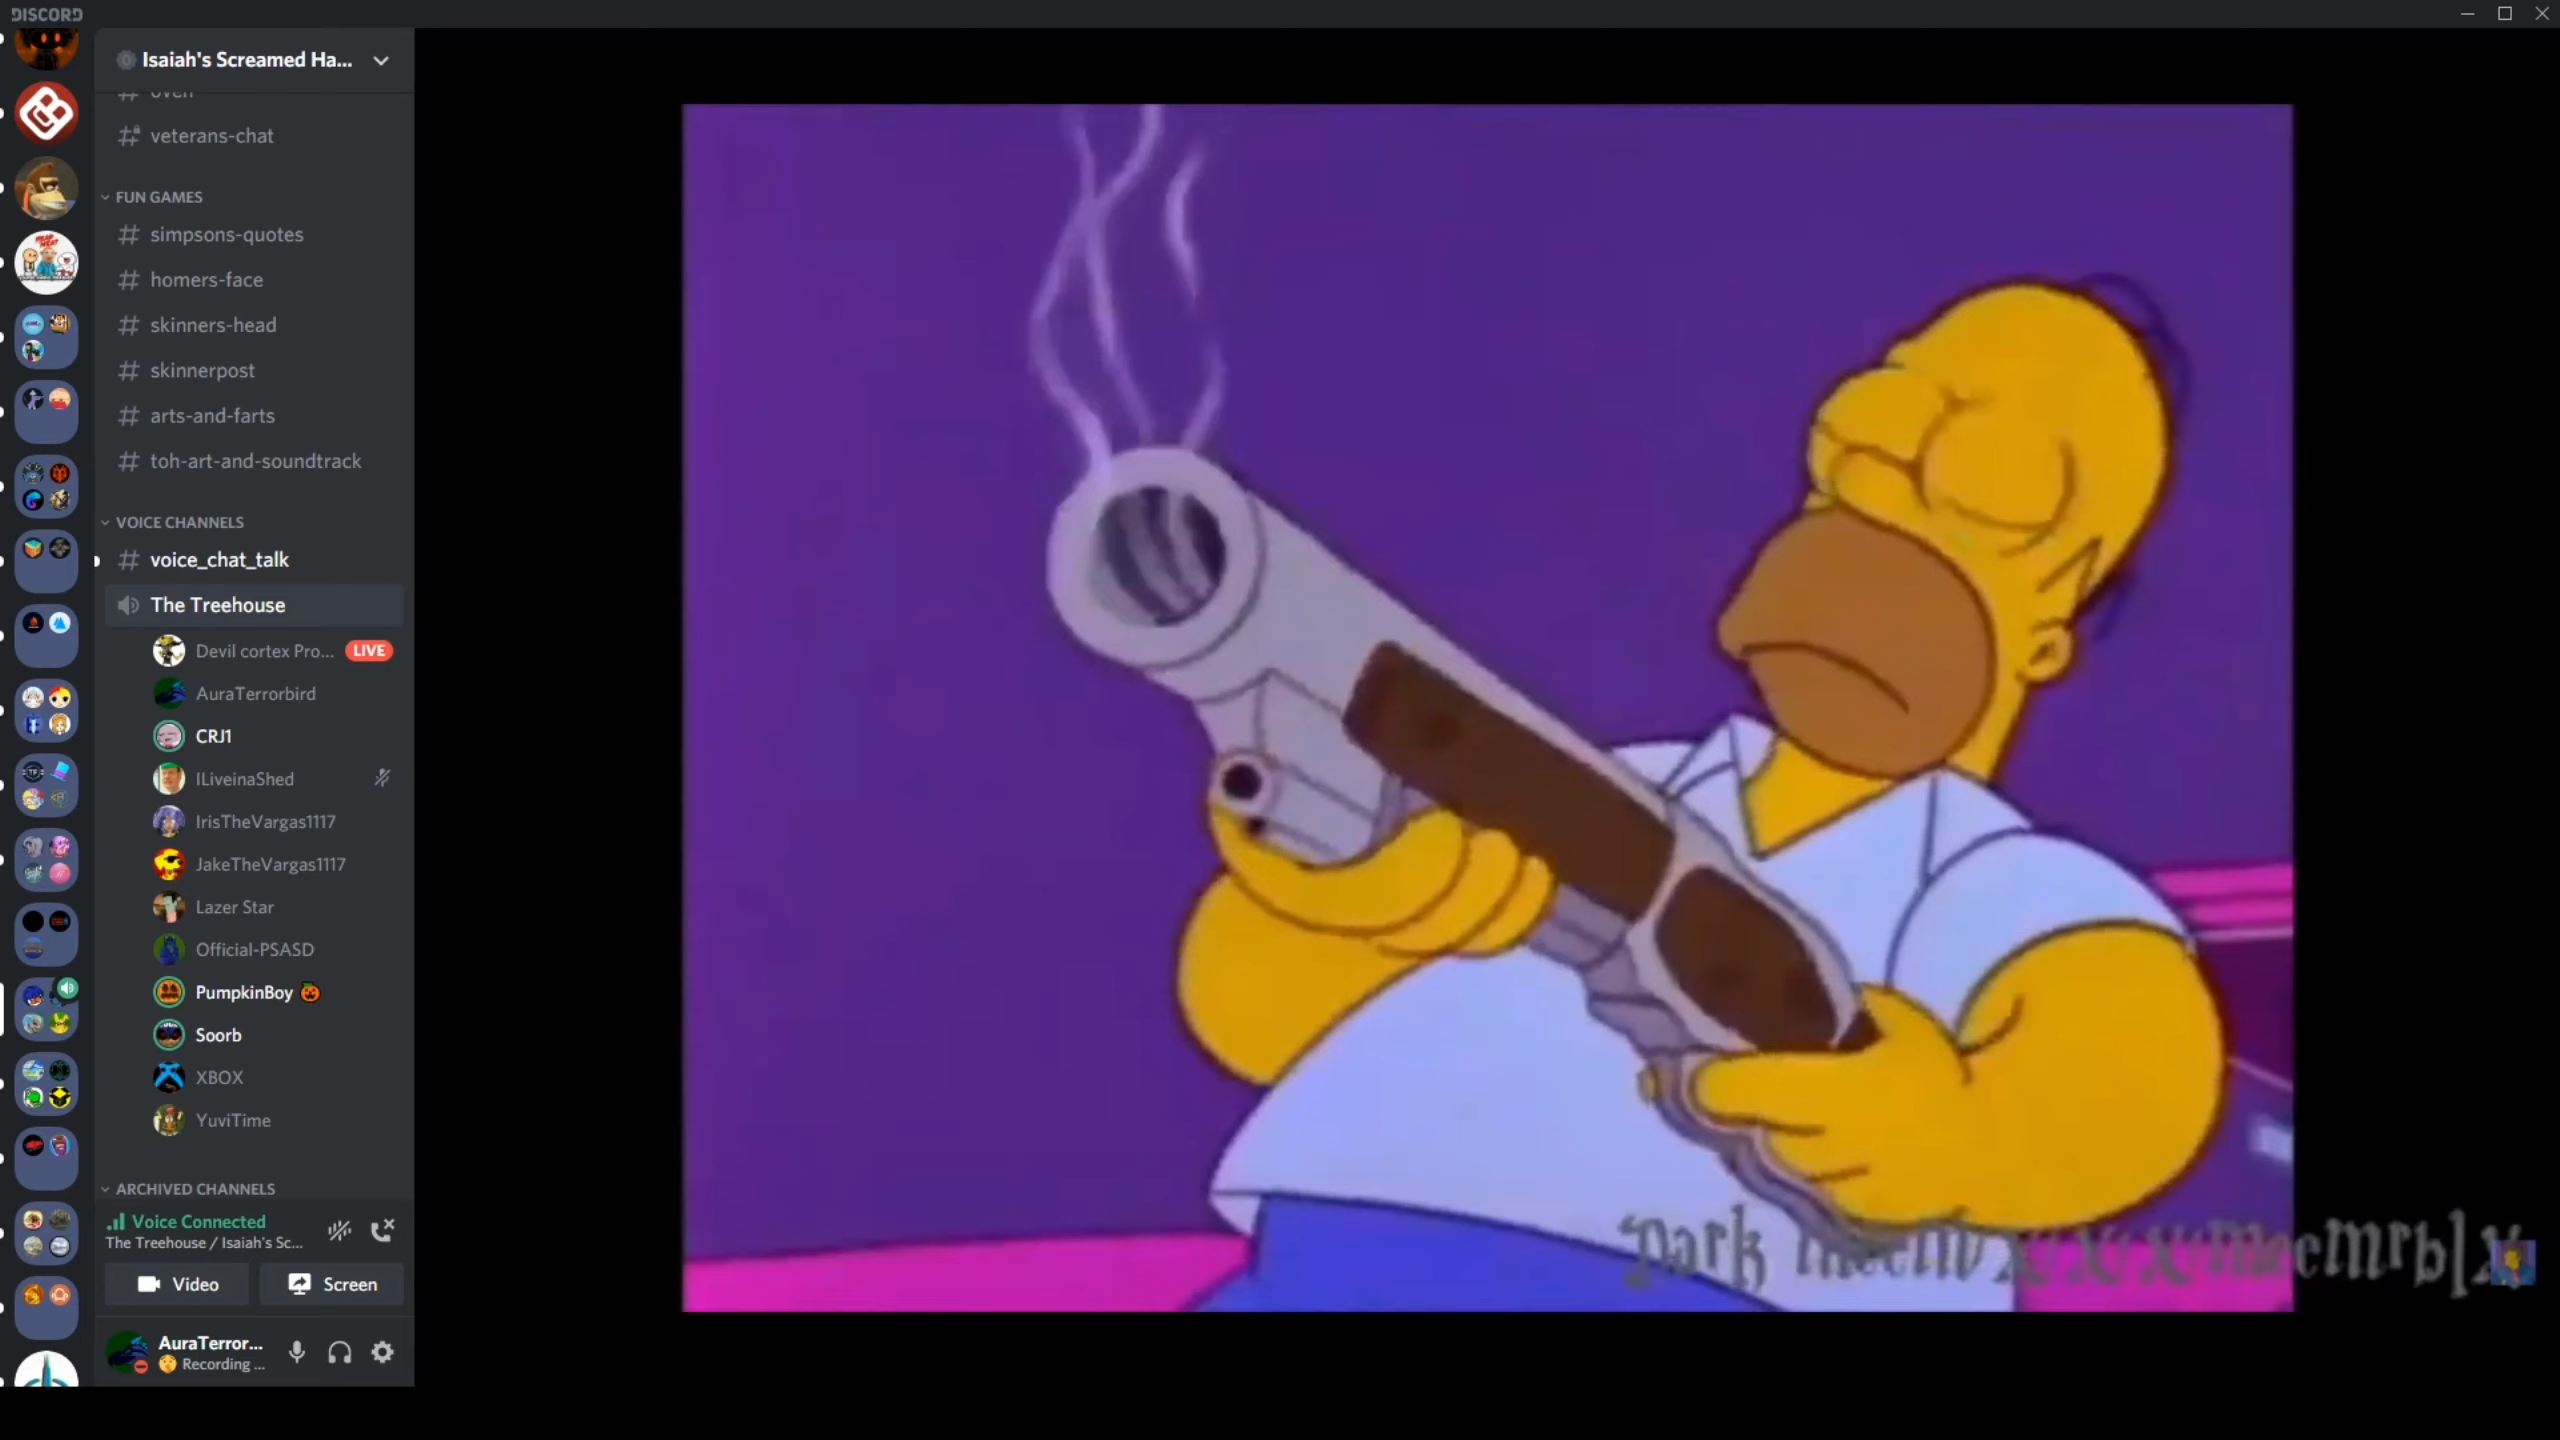 DISCORD
Isaiah's Screamed Ha...
oven
veterans-chat
FUN GAMES
simpsons-quotes
homers-face
skinners-head
skinnerpost
arts-and-farts
toh-art-and-soundtrack
VOICE CHANNELS
voice_chat_talk
The Treehouse
Devil cortex Pro... LIVE
AuraTerrorbird
CRJ1
ILiveinaShed
IrisTheVargas1117
JakeTheVargas1117
Lazer Star
Official-PSASD
PumpkinBoy
Soorb
XBOX
YuviTime
ARCHIVED CHANNELS
Voice Connected
The Treehouse / Isaiah's Sc...
Video Screen
AuraTerror...
Recording ...